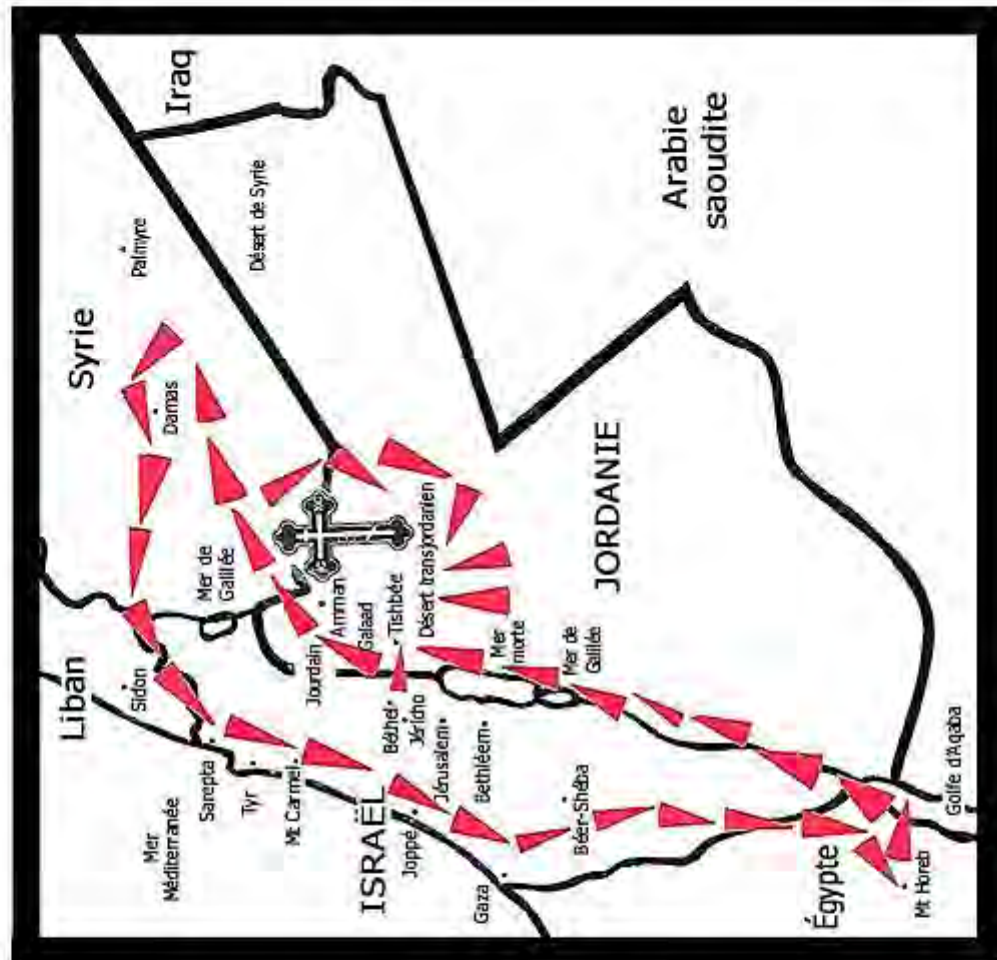 Liban
Syrie
Iraq
Palmyre
Damas
Désert de Syrie
Sidon
Mer de
Galilée
Mer
Méditerranée
Sarepta
Tyr
Mt Carmel
Jourdain
Amman
Galaad
Tishbée
Désert transjordarien
ISRAËL
Joppé
Béthel
Jéricho
Jérusalem
Bethléem
Mer
morte
Mer de
Galilée
JORDANIE
Arabie
saoudite
Gaza
Béer-Shéba
Égypte
Mt Horeb
Golfe d'Aqaba